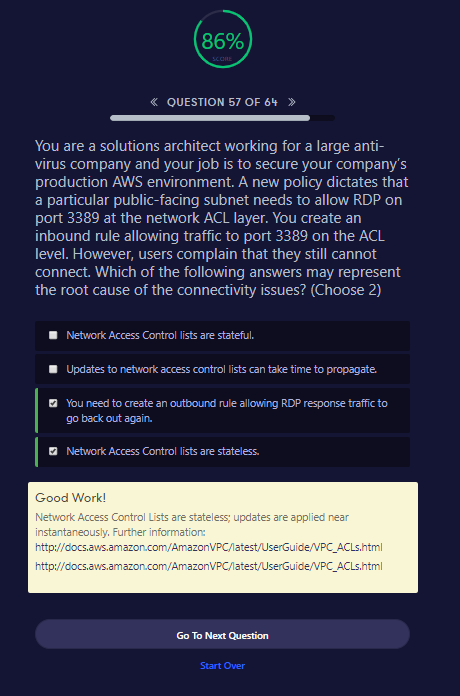 86%
SCORE
« QUESTION 57 OF 64 »
You are a solutions architect working for a large anti-
virus company and your job is to secure your company's
production AWS environment. A new policy dictates that
a particular public-facing subnet needs to allow RDP on
port 3389 at the network ACL layer. You create an
inbound rule allowing traffic to port 3389 on the ACL
level. However, users complain that they still cannot
connect. Which of the following answers may represent
the root cause of the connectivity issues? (Choose 2)
Network Access Control lists are stateful.
Updates to network access control lists can take time to propagate.
You need to create an outbound rule allowing RDP response traffic to
go back out again.
Network Access Control lists are stateless.
Good Work!
Network Access Control Lists are stateless; updates are applied near
instantaneously. Further information:
http://docs.aws.amazon.com/AmazonVPC/latest/UserGuide/VPC_ACLs.html
http://docs.aws.amazon.com/AmazonVPC/latest/UserGuide/VPC_ACLs.html
Go To Next Question
Start Over